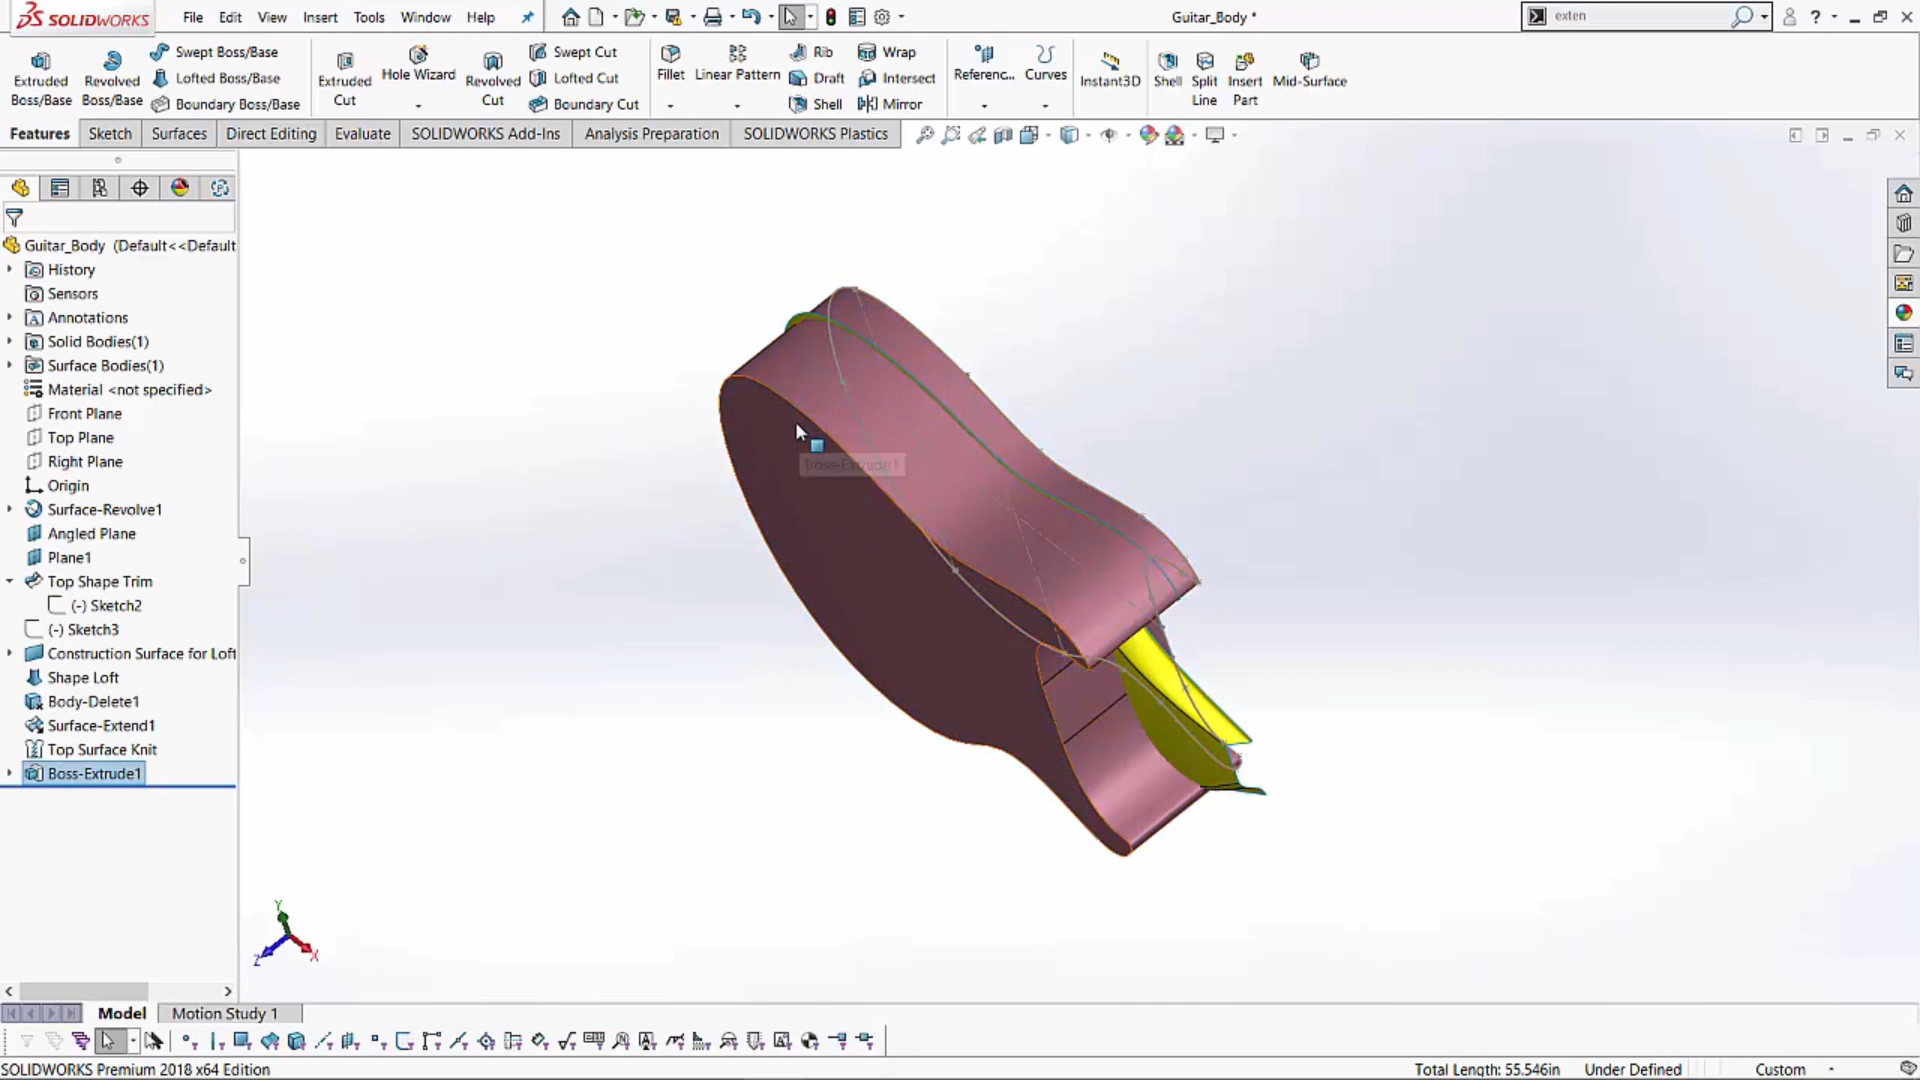 SOLIDWORKS
File Edit View Insert Tools Window Help
Guitar_Body *
exten
Extruded Boss/Base
Revolved Boss/Base
Swept Boss/Base
Lofted Boss/Base
Boundary Boss/Base
Extruded Cut
Hole Wizard
Revolved Cut
Swept Cut
Lofted Cut
Boundary Cut
Fillet
Linear Pattern
Rib
Draft
Shell
Wrap
Intersect
Mirror
Referenc...
Curves
Instant3D
Shell
Split Line
Insert Part
Mid-Surface
Features Sketch Surfaces Direct Editing Evaluate SOLIDWORKS Add-Ins Analysis Preparation SOLIDWORKS Plastics
Guitar_Body (Default<<Default
History
Sensors
Annotations
Solid Bodies(1)
Surface Bodies(1)
Material <not specified>
Front Plane
Top Plane
Right Plane
Origin
Surface-Revolve1
Angled Plane
Plane1
Top Shape Trim
(-) Sketch2
(-) Sketch3
Construction Surface for Loft
Shape Loft
Body-Delete1
Surface-Extend1
Top Surface Knit
Boss-Extrude1
Boss-Extrude1
Y
Z
X
Model Motion Study 1
SOLIDWORKS Premium 2018 x64 Edition
Total Length: 55.546in Under Defined Custom